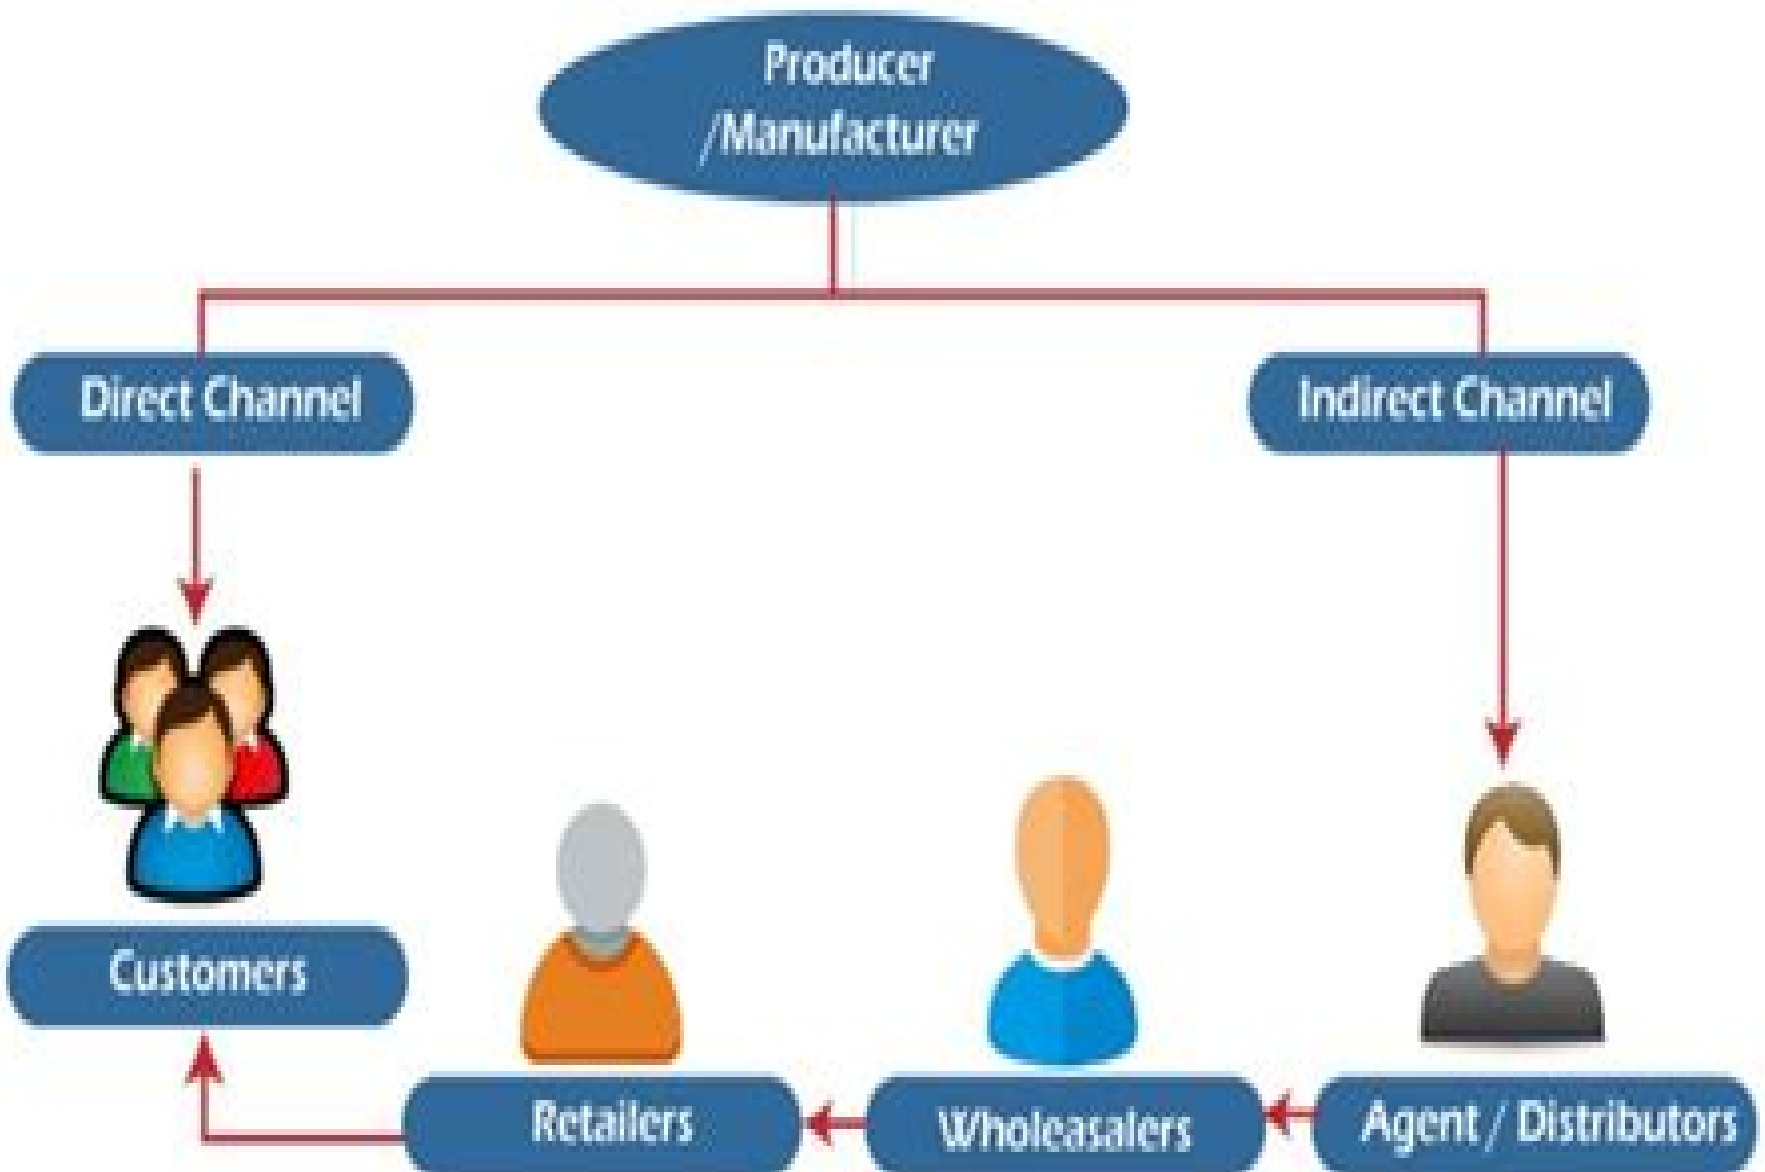 Producer
/Manufacturer
Direct Channel
Indirect Channel
Customers
Retailers
Wholeasalers
Agent / Distributors